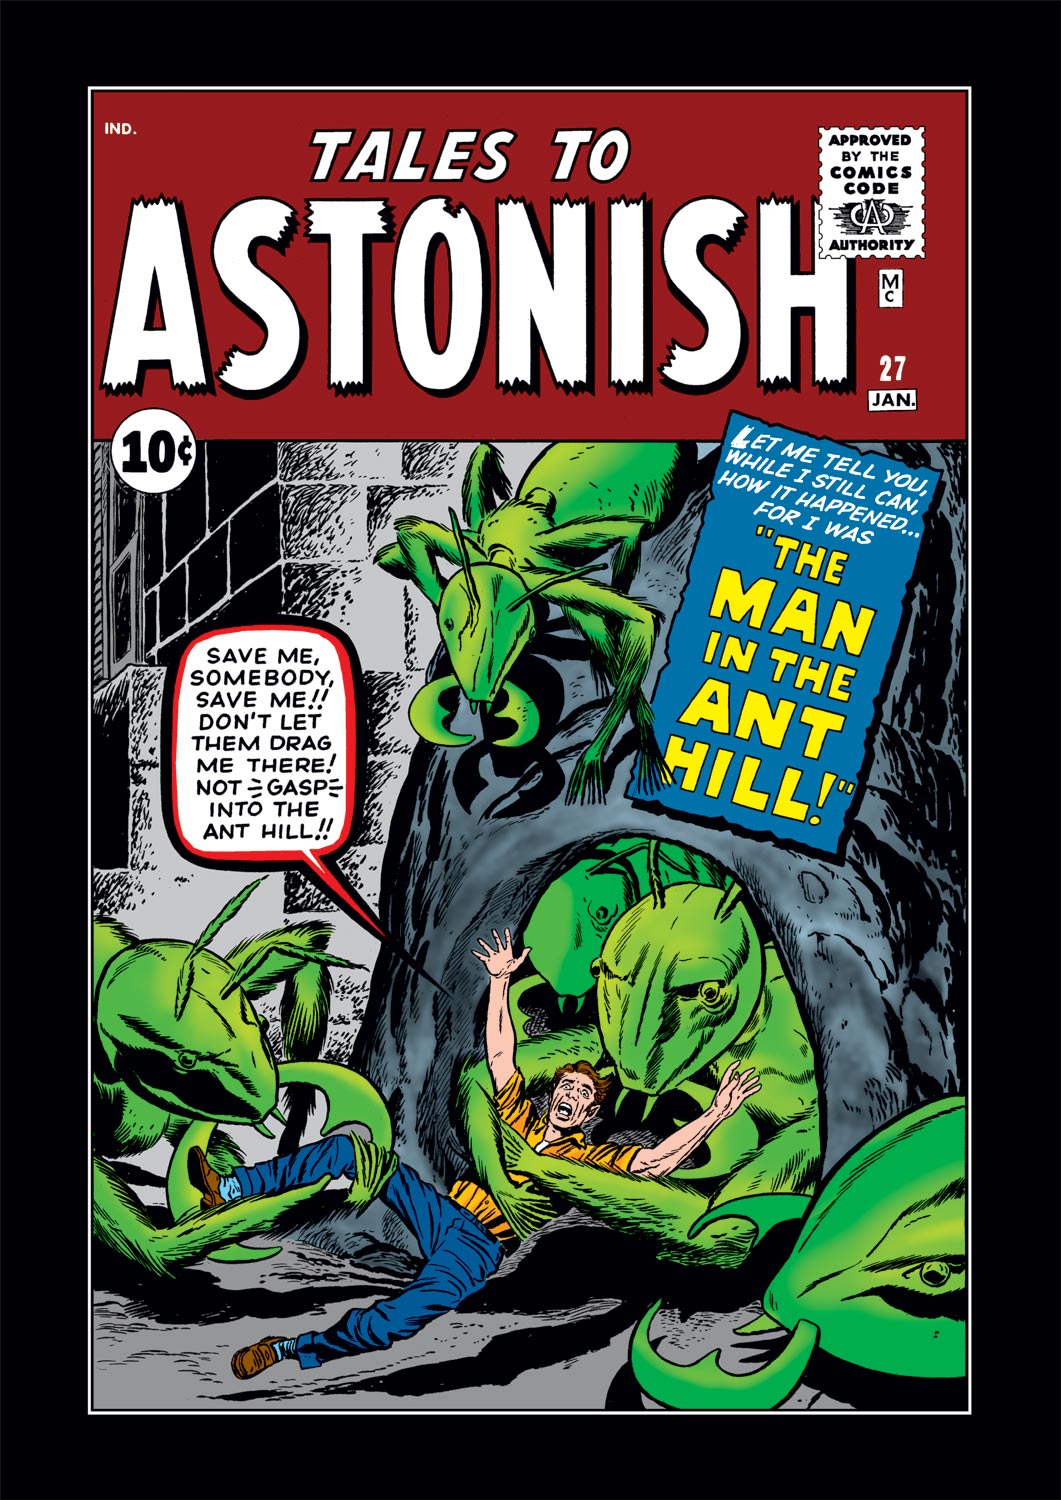 IND.
TALES TO
ASTONISH
APPROVED
BY THE
COMICS
CODE
CA
AUTHORITY
M
C
27
JAN.
10¢
LET ME TELL YOU,
WHILE I STILL CAN,
HOW IT HAPPENED...
FOR I WAS
"THE
MAN
IN THE
ANT
HILL!"
SAVE ME,
SOMEBODY,
SAVE ME!!
DON'T LET
THEM DRAG
ME THERE!
NOT GASP
INTO THE
ANT HILL!!